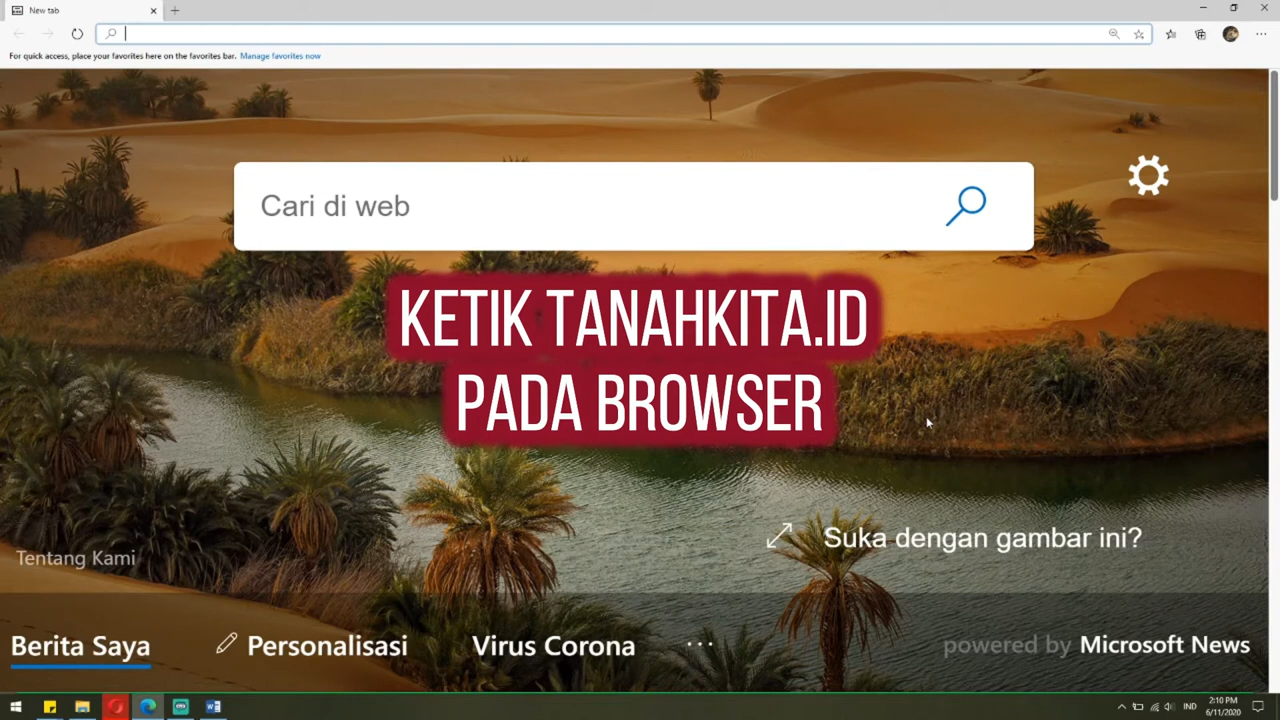 New tab
For quick access, place your favorites here on the favorites bar. Manage favorites now
Cari di web
KETIK TANAHKITA.ID
PADA BROWSER
Suka dengan gambar ini?
Tentang Kami
Berita Saya
Personalisasi
Virus Corona
powered by Microsoft News
IND
2:10 PM
6/11/2020